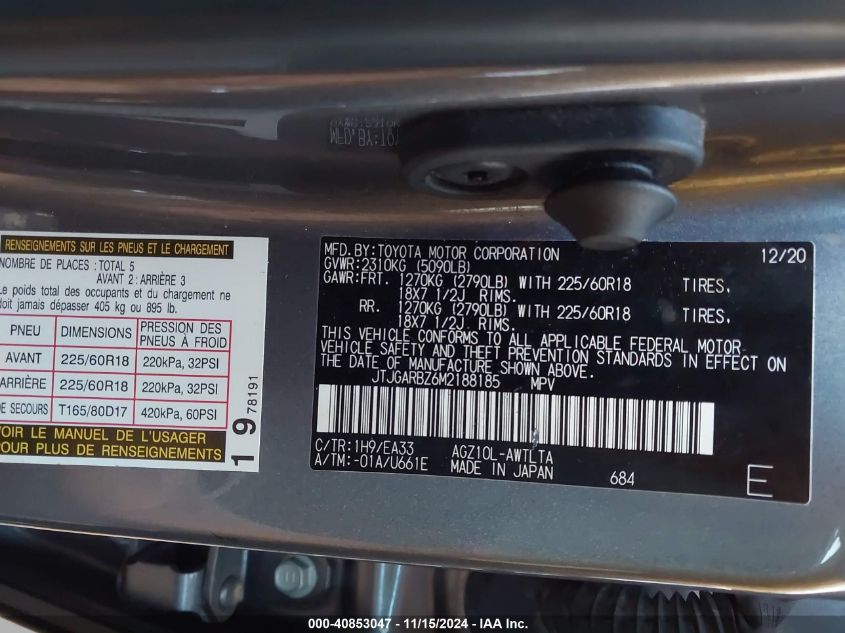 RENSEIGNEMENTS SUR LES PNEUS ET LE CHARGEMENT
NOMBRE DE PLACES : TOTAL 5
AVANT 2 : ARRIÈRE 3
Le poids total des occupants et du chargement ne
doit jamais dépasser 405 kg ou 895 lb.
PNEU DIMENSIONS PRESSION DES PNEUS À FROID
AVANT 225/60R18 220kPa, 32PSI
ARRIÈRE 225/60R18 220kPa, 32PSI
DE SECOURS T165/80D17 420kPa, 60PSI
VOIR LE MANUEL DE L'USAGER
POUR PLUS DE RENSEIGNEMENTS
1 9 78191
MFD.BY:TOYOTA MOTOR CORPORATION 12/20
GVWR:2310KG (5090LB)
GAWR:FRT. 1270KG (2790LB) WITH 225/60R18 TIRES,
18X7 1/2J RIMS.
RR. 1270KG (2790LB) WITH 225/60R18 TIRES,
18X7 1/2J RIMS.
THIS VEHICLE CONFORMS TO ALL APPLICABLE FEDERAL MOTOR
VEHICLE SAFETY AND THEFT PREVENTION STANDARDS IN EFFECT ON
THE DATE OF MANUFACTURE SHOWN ABOVE.
JTJGARBZ6M2188185 MPV
C/TR:1H9/EA33 AGZ10L-AWTLTA
A/TM:-01A/U661E MADE IN JAPAN 684 E
000-40853047 - 11/15/2024 - IAA Inc.